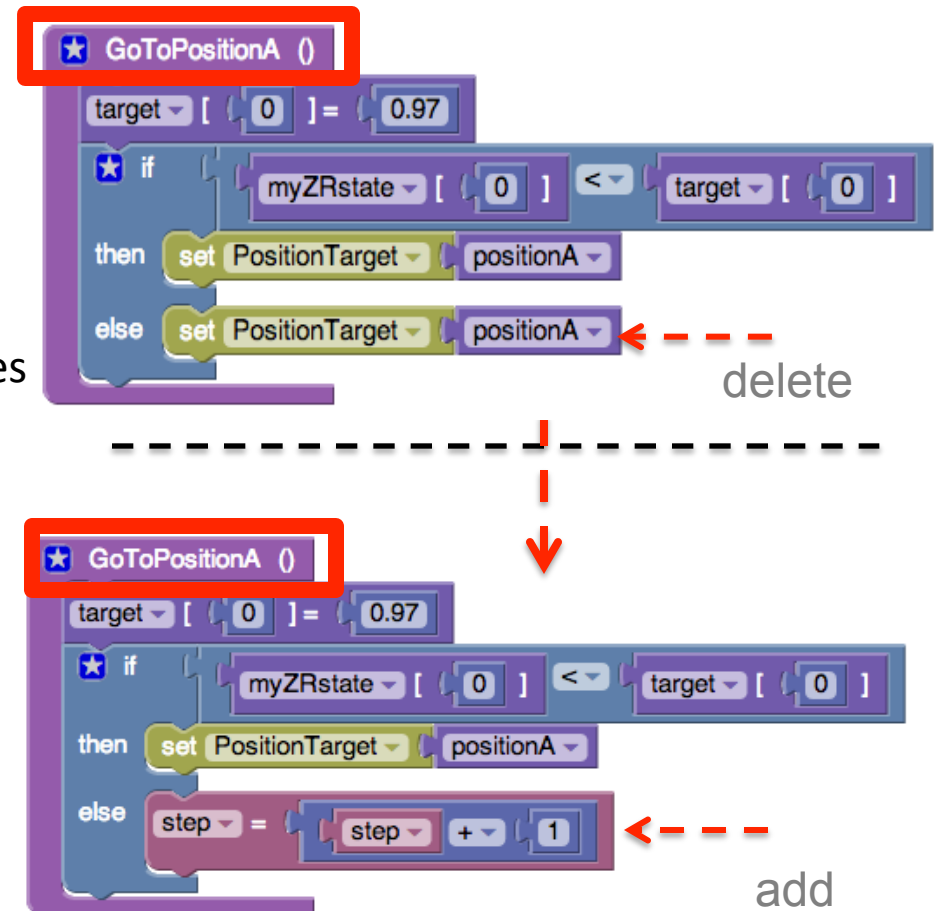 GoToPositionA ()
target [ 0 ] = 0.97
if myZRstate [ 0 ] < target [ 0 ]
then set PositionTarget positionA
else set PositionTarget positionA
es
delete
GoToPositionA ()
target [ 0 ] = 0.97
if myZRstate [ 0 ] < target [ 0 ]
then set PositionTarget positionA
else step = step + 1
add